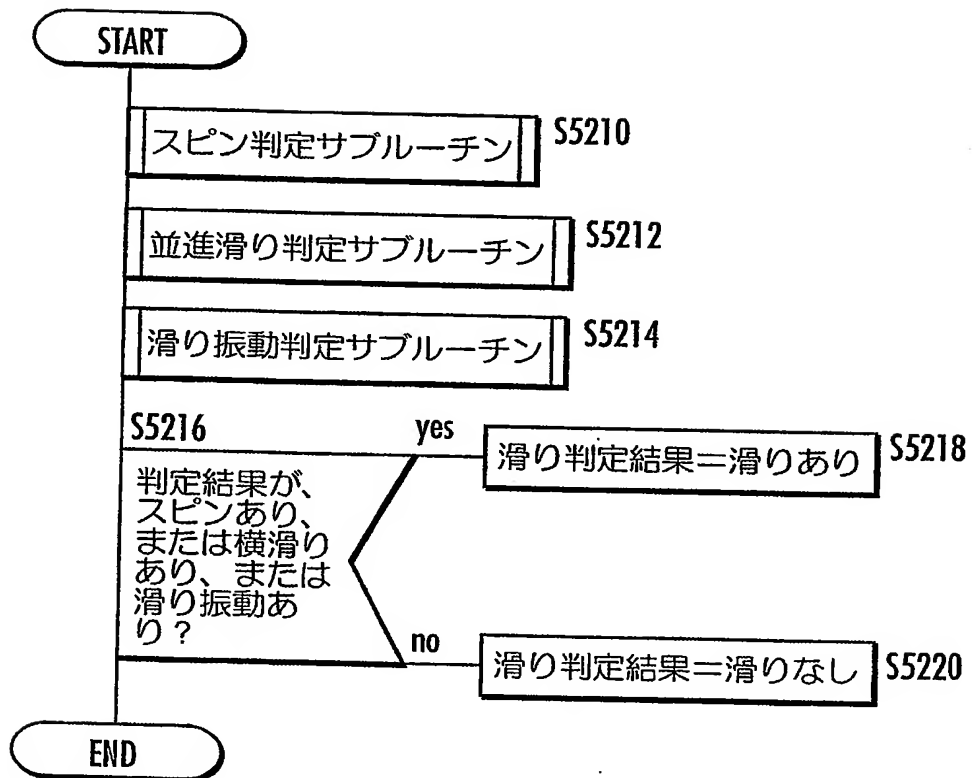 START
スピン判定サブルーチン
S5210
並進滑り判定サブルーチン
S5212
滑り振動判定サブルーチン
S5214
S5216
yes
判定結果が、
スピンあり、
または横滑り
あり、または
滑り振動あ
り？
滑り判定結果＝滑りあり
S5218
no
滑り判定結果＝滑りなし
S5220
END